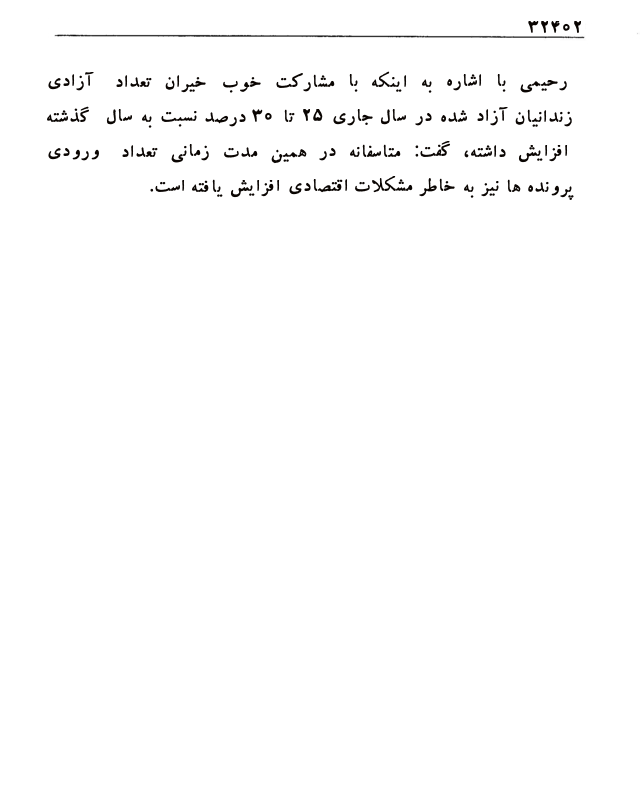 ۳۲۴۰۲
رحیمی با اشاره به اینکه با مشارکت خوب خیران تعداد آزادی
زندانیان آزاد شده در سال جاری ۲۵ تا ۳۰ درصد نسبت به سال گذشته
افزایش داشته، گفت: متاسفانه در همین مدت زمانی تعداد ورودی
پرونده ها نیز به خاطر مشکلات اقتصادی افزایش یافته است.